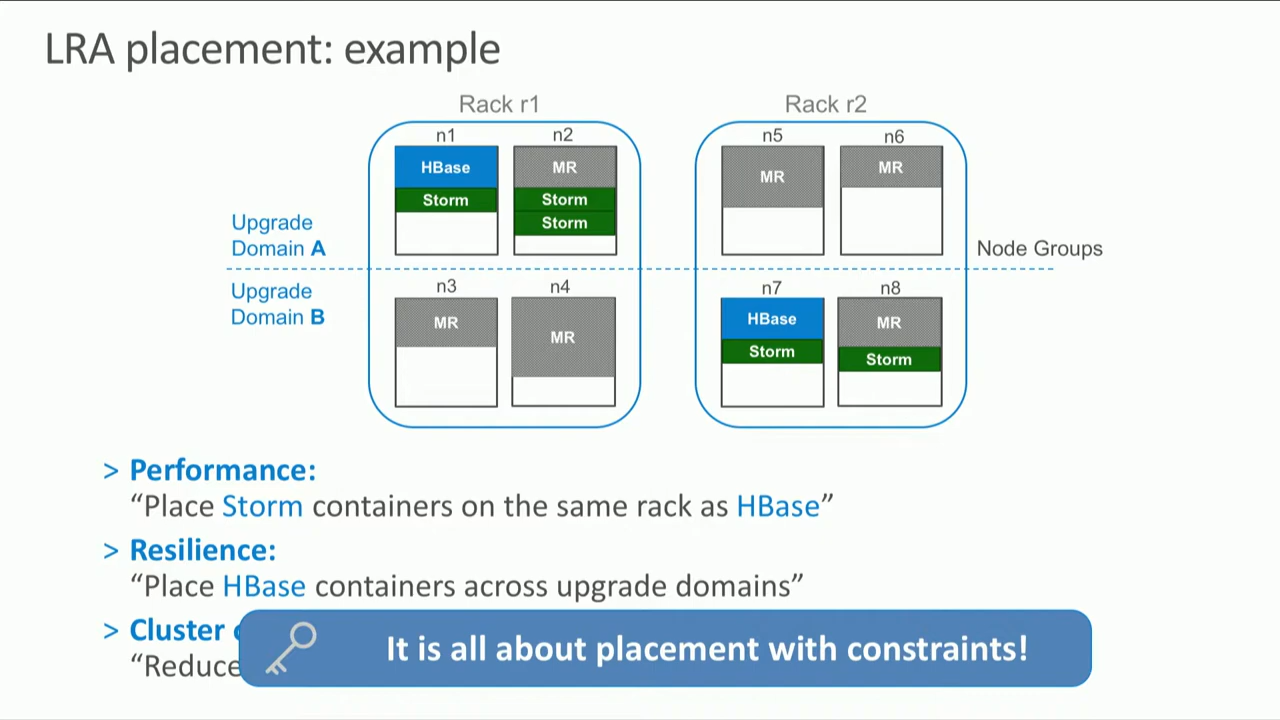 LRA placement: example
Rack r1
Rack r2
n1
n2
n5
n6
HBase
Storm
MR
Storm
Storm
MR
MR
Upgrade
Domain A
Node Groups
Upgrade
Domain B
n3
n4
n7
n8
MR
MR
HBase
Storm
MR
Storm
> Performance:
“Place Storm containers on the same rack as HBase”
> Resilience:
“Place HBase containers across upgrade domains”
> Cluster
“Reduce
It is all about placement with constraints!